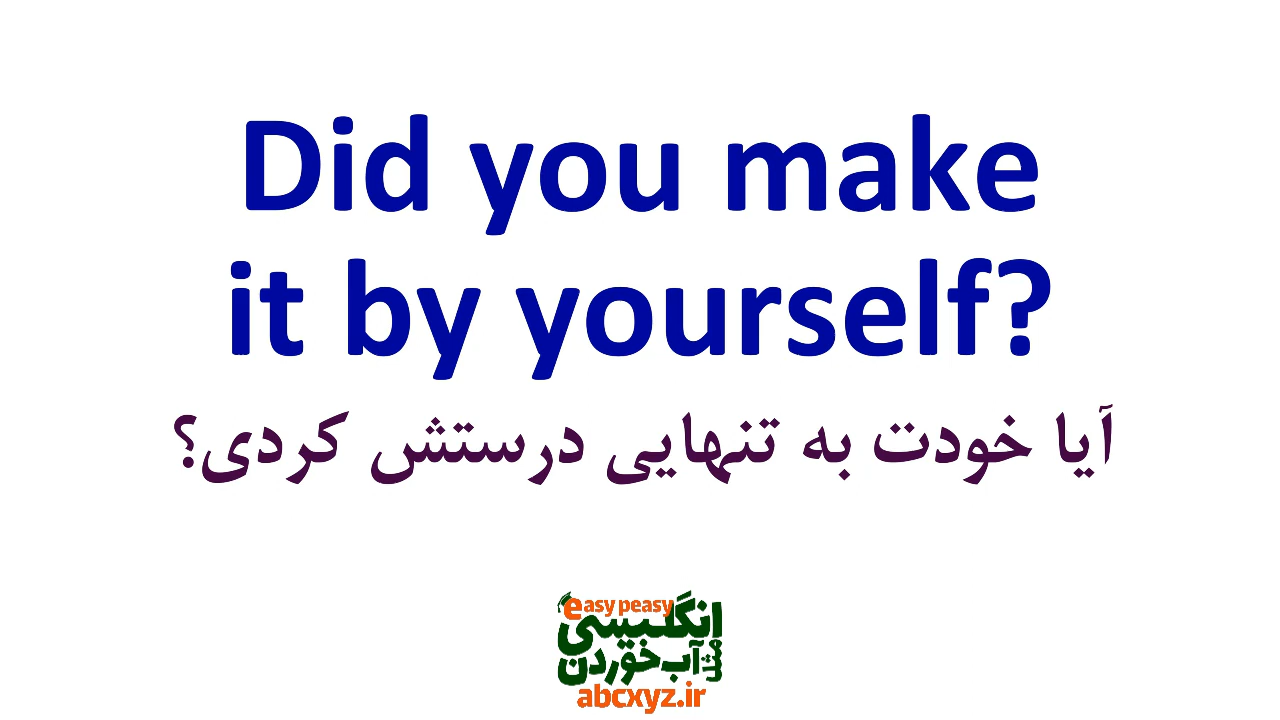 Did you make
it by yourself?
آیا خودت به تنهایی درستش کردی؟
easy peasy
انگلیسی
مثل آب خوردن
abcxyz.ir